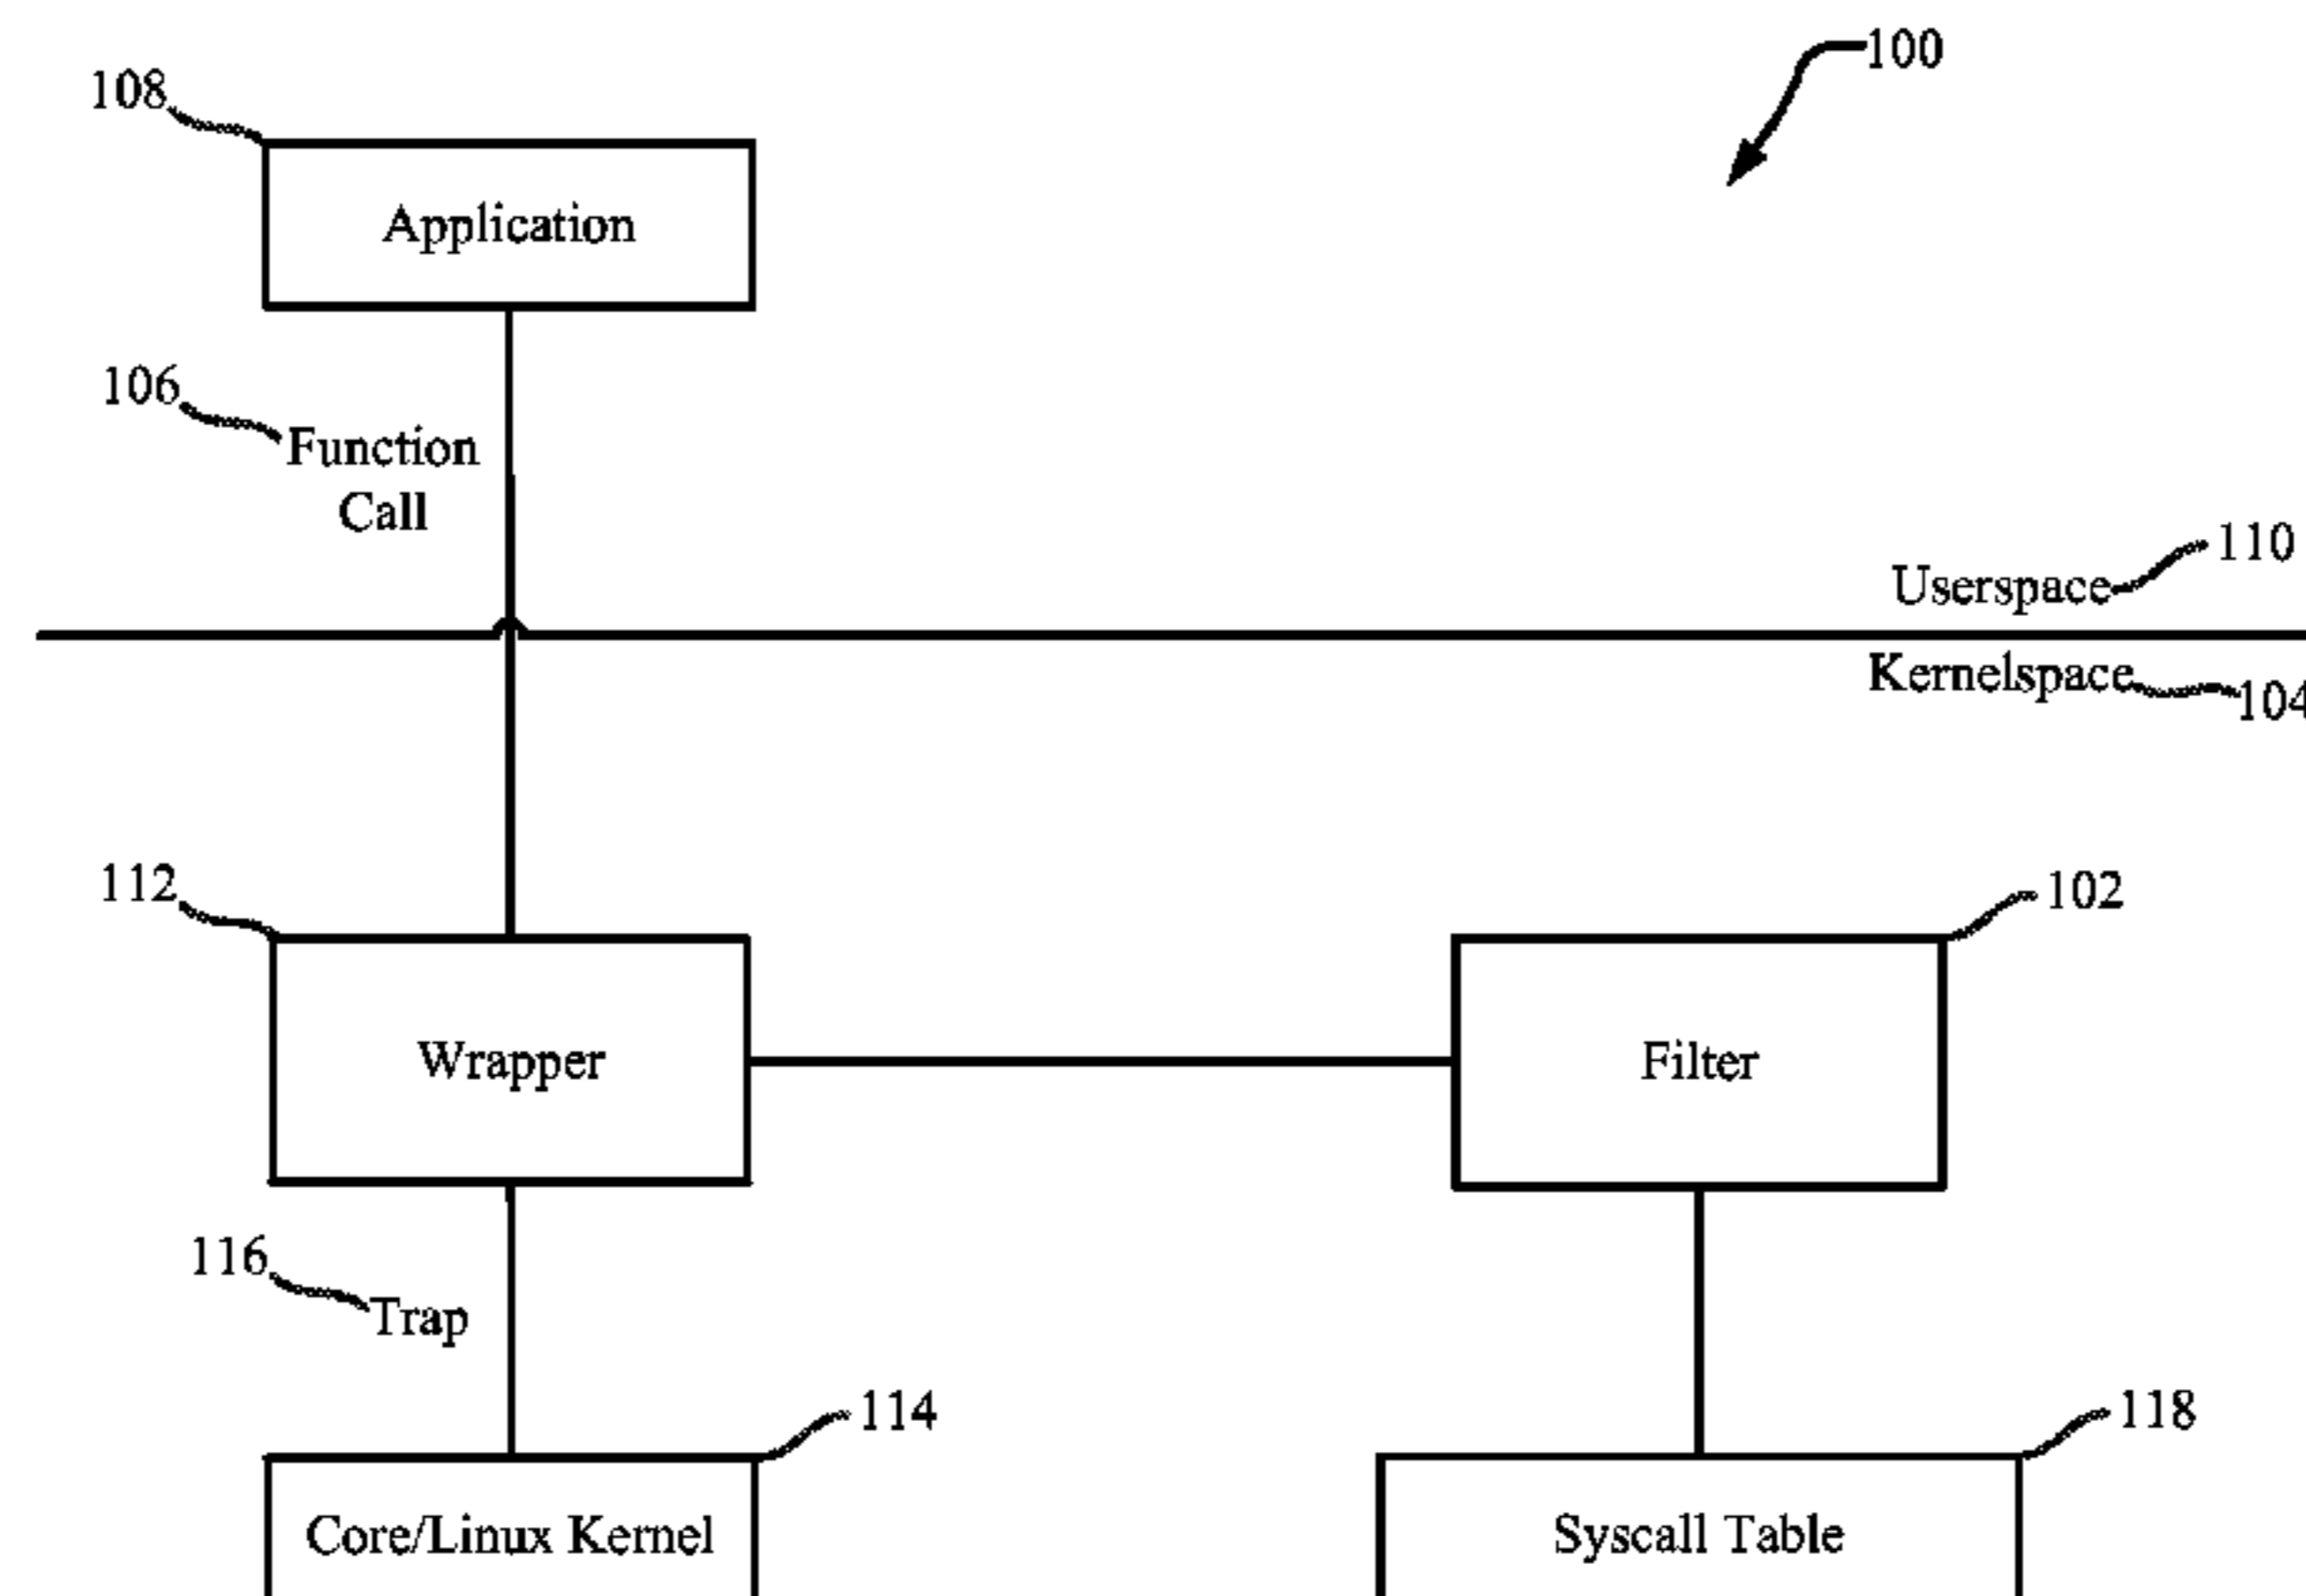 100
108
Application
106
Function
Call
110
Userspace
Kernelspace
104
112
102
Wrapper
Filter
116
Trap
114
118
Core/Linux Kernel
Syscall Table